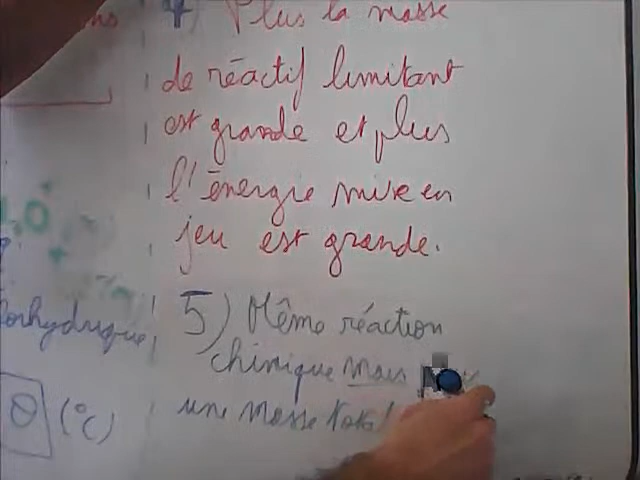 4) Plus la masse
de réactif limitant
est grande et plus
l'énergie mise en
jeu est grande.
5) Même réaction
chimique mais
une masse
θ (°C)